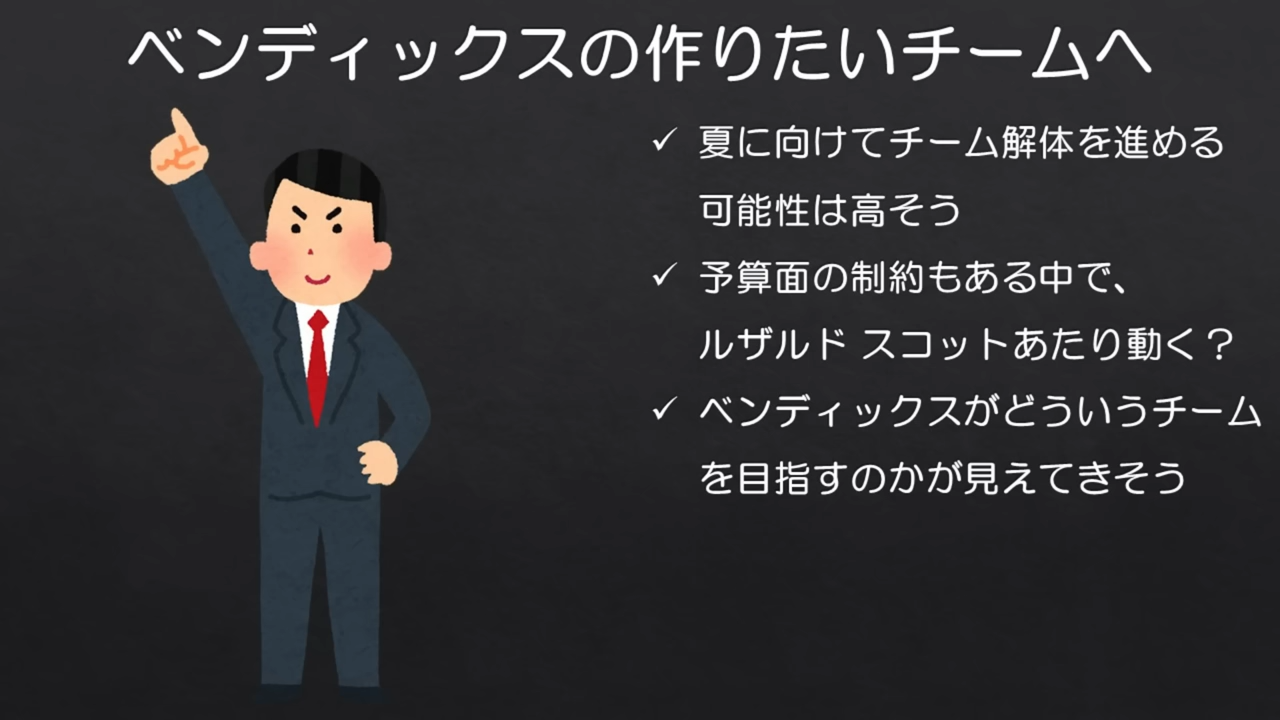 ベンディックスの作りたいチームへ
✓ 夏に向けてチーム解体を進める
可能性は高そう
✓ 予算面の制約もある中で、
ルザルド スコットあたり動く？
✓ ベンディックスがどういうチーム
を目指すのかが見えてきそう